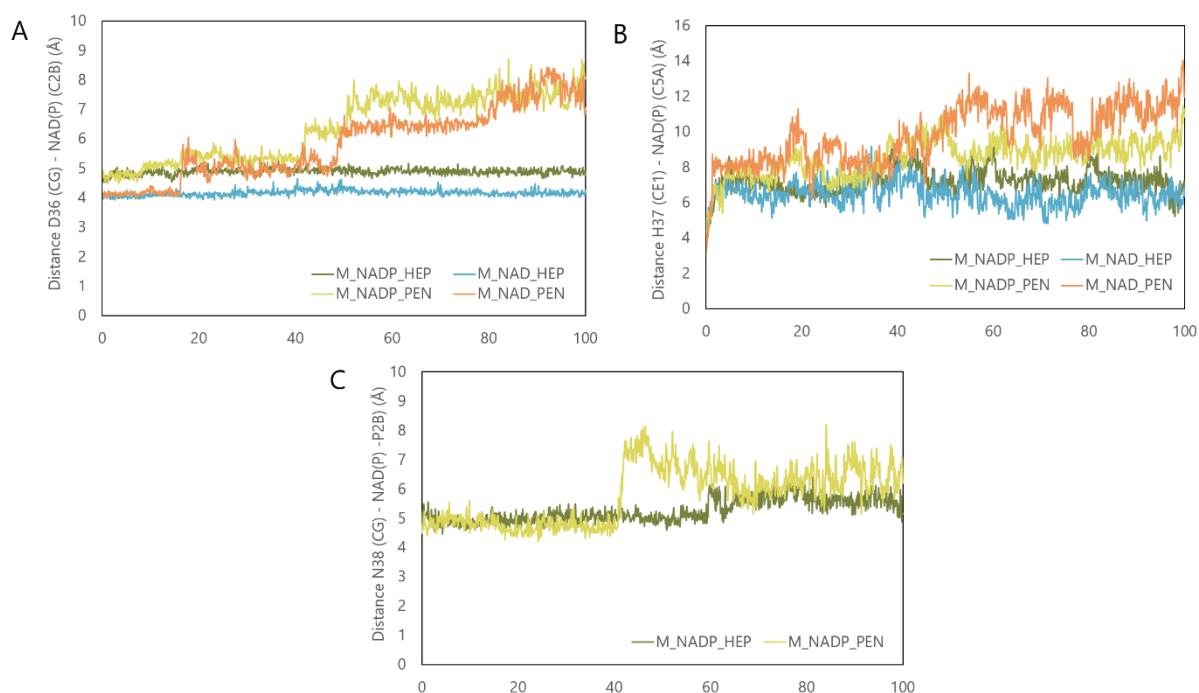 A
Distance D36 (CG) - NAD(P) (C2B) (Å)
10
9
8
7
6
5
4
3
2
1
0
M_NADP_HEP M_NAD_HEP
M_NADP_PEN M_NAD_PEN
0 20 40 60 80 100
B
Distance H37 (CE1) - NAD(P) (C5A) (Å)
16
14
12
10
8
6
4
2
0
M_NADP_HEP M_NAD_HEP
M_NADP_PEN M_NAD_PEN
0 20 40 60 80 100
C
Distance N38 (CG) - NAD(P) -P2B) (Å)
10
9
8
7
6
5
4
3
2
1
0
M_NADP_HEP M_NADP_PEN
0 20 40 60 80 100